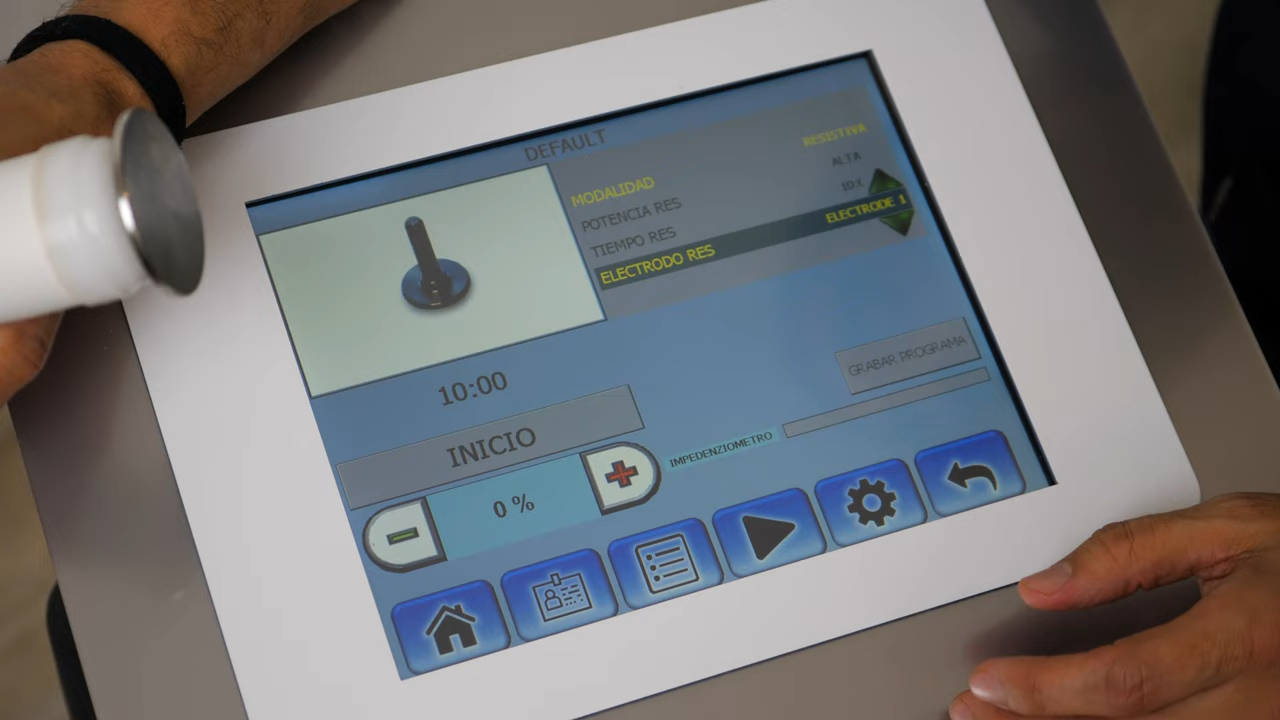 DEFAULT
MODALIDAD RESISTIVA
POTENCIA RES ALTA
TIEMPO RES
ELECTRODO RES ELECTRODE 1
GRABAR PROGRAMA
10:00
INICIO
IMPEDENZIOMETRO
0 %